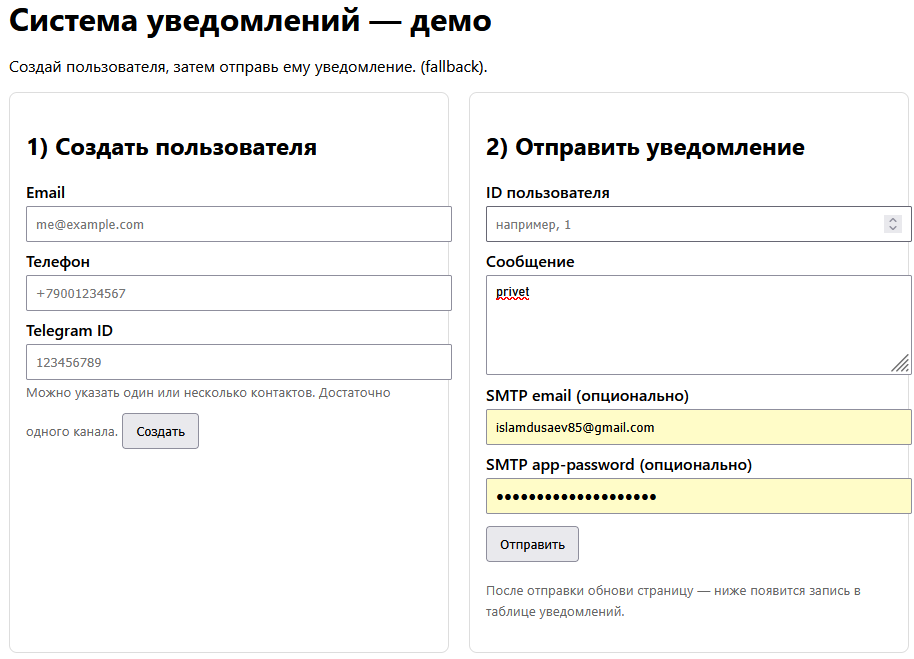 Система уведомлений — демо
Создай пользователя, затем отправь ему уведомление. (fallback).
1) Создать пользователя
Email
me@example.com
Телефон
+79001234567
Telegram ID
123456789
Можно указать один или несколько контактов. Достаточно
одного канала. Создать
2) Отправить уведомление
ID пользователя
например, 1
Сообщение
privet
SMTP email (опционально)
islamdusaev85@gmail.com
SMTP app-password (опционально)
••••••••••••••••••••
Отправить
После отправки обнови страницу — ниже появится запись в
таблице уведомлений.